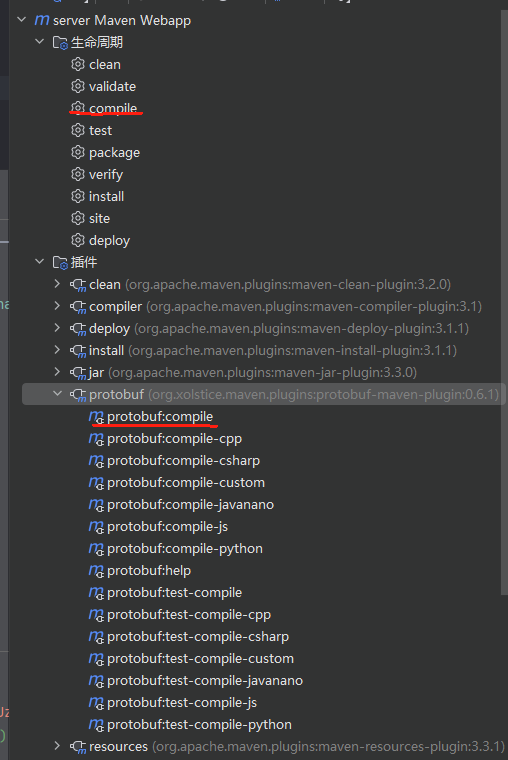 server Maven Webapp
生命周期
clean
validate
compile
test
package
verify
install
site
deploy
插件
clean (org.apache.maven.plugins:maven-clean-plugin:3.2.0)
compiler (org.apache.maven.plugins:maven-compiler-plugin:3.1)
deploy (org.apache.maven.plugins:maven-deploy-plugin:3.1.1)
install (org.apache.maven.plugins:maven-install-plugin:3.1.1)
jar (org.apache.maven.plugins:maven-jar-plugin:3.3.0)
protobuf (org.xolstice.maven.plugins:protobuf-maven-plugin:0.6.1)
protobuf:compile
protobuf:compile-cpp
protobuf:compile-csharp
protobuf:compile-custom
protobuf:compile-javanano
protobuf:compile-js
protobuf:compile-python
protobuf:help
protobuf:test-compile
protobuf:test-compile-cpp
protobuf:test-compile-csharp
protobuf:test-compile-custom
protobuf:test-compile-javanano
protobuf:test-compile-js
protobuf:test-compile-python
resources (org.apache.maven.plugins:maven-resources-plugin:3.3.1)